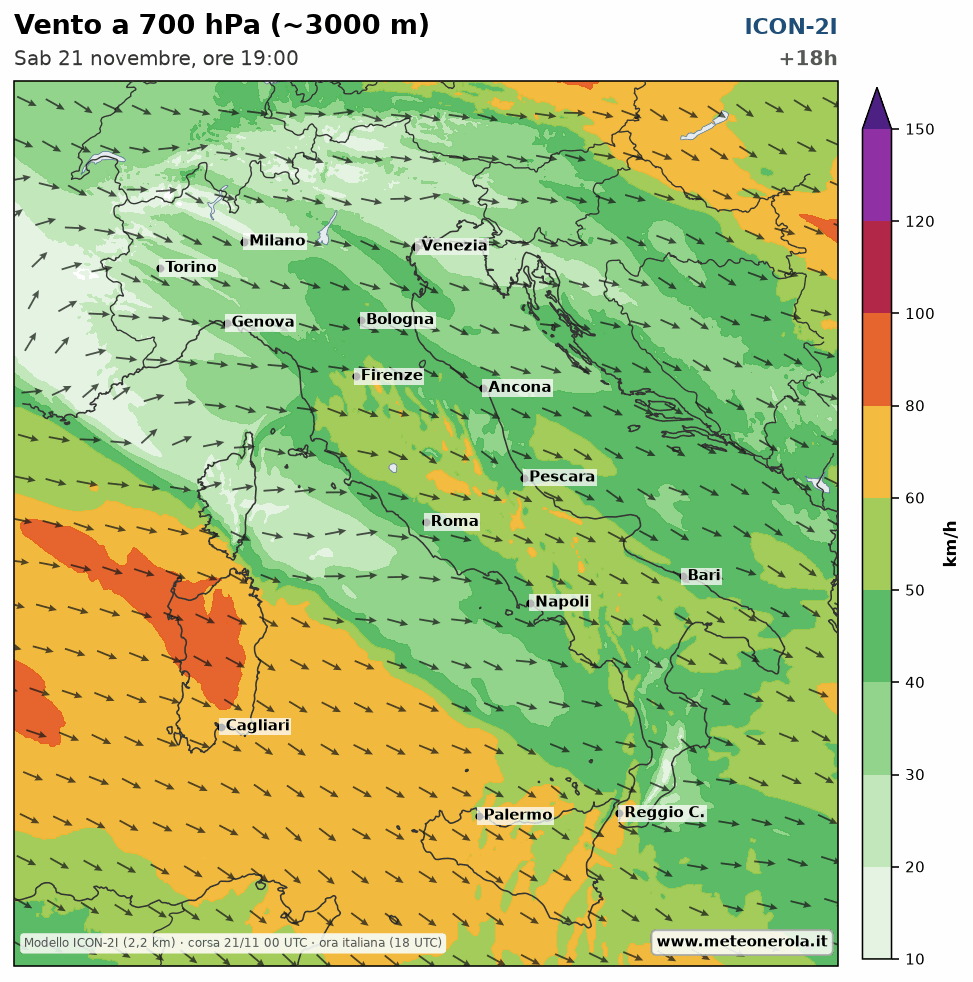 Vento a 700 hPa (~3000 m)
ICON-2I
Sab 21 novembre, ore 19:00
+18h
150
120
100
80
60
50
40
30
20
10
km/h
Milano
Venezia
Torino
Genova
Bologna
Firenze
Ancona
Pescara
Roma
Bari
Napoli
Cagliari
Palermo
Reggio C.
Modello ICON-2I (2,2 km) · corsa 21/11 00 UTC · ora italiana (18 UTC)
www.meteonerola.it